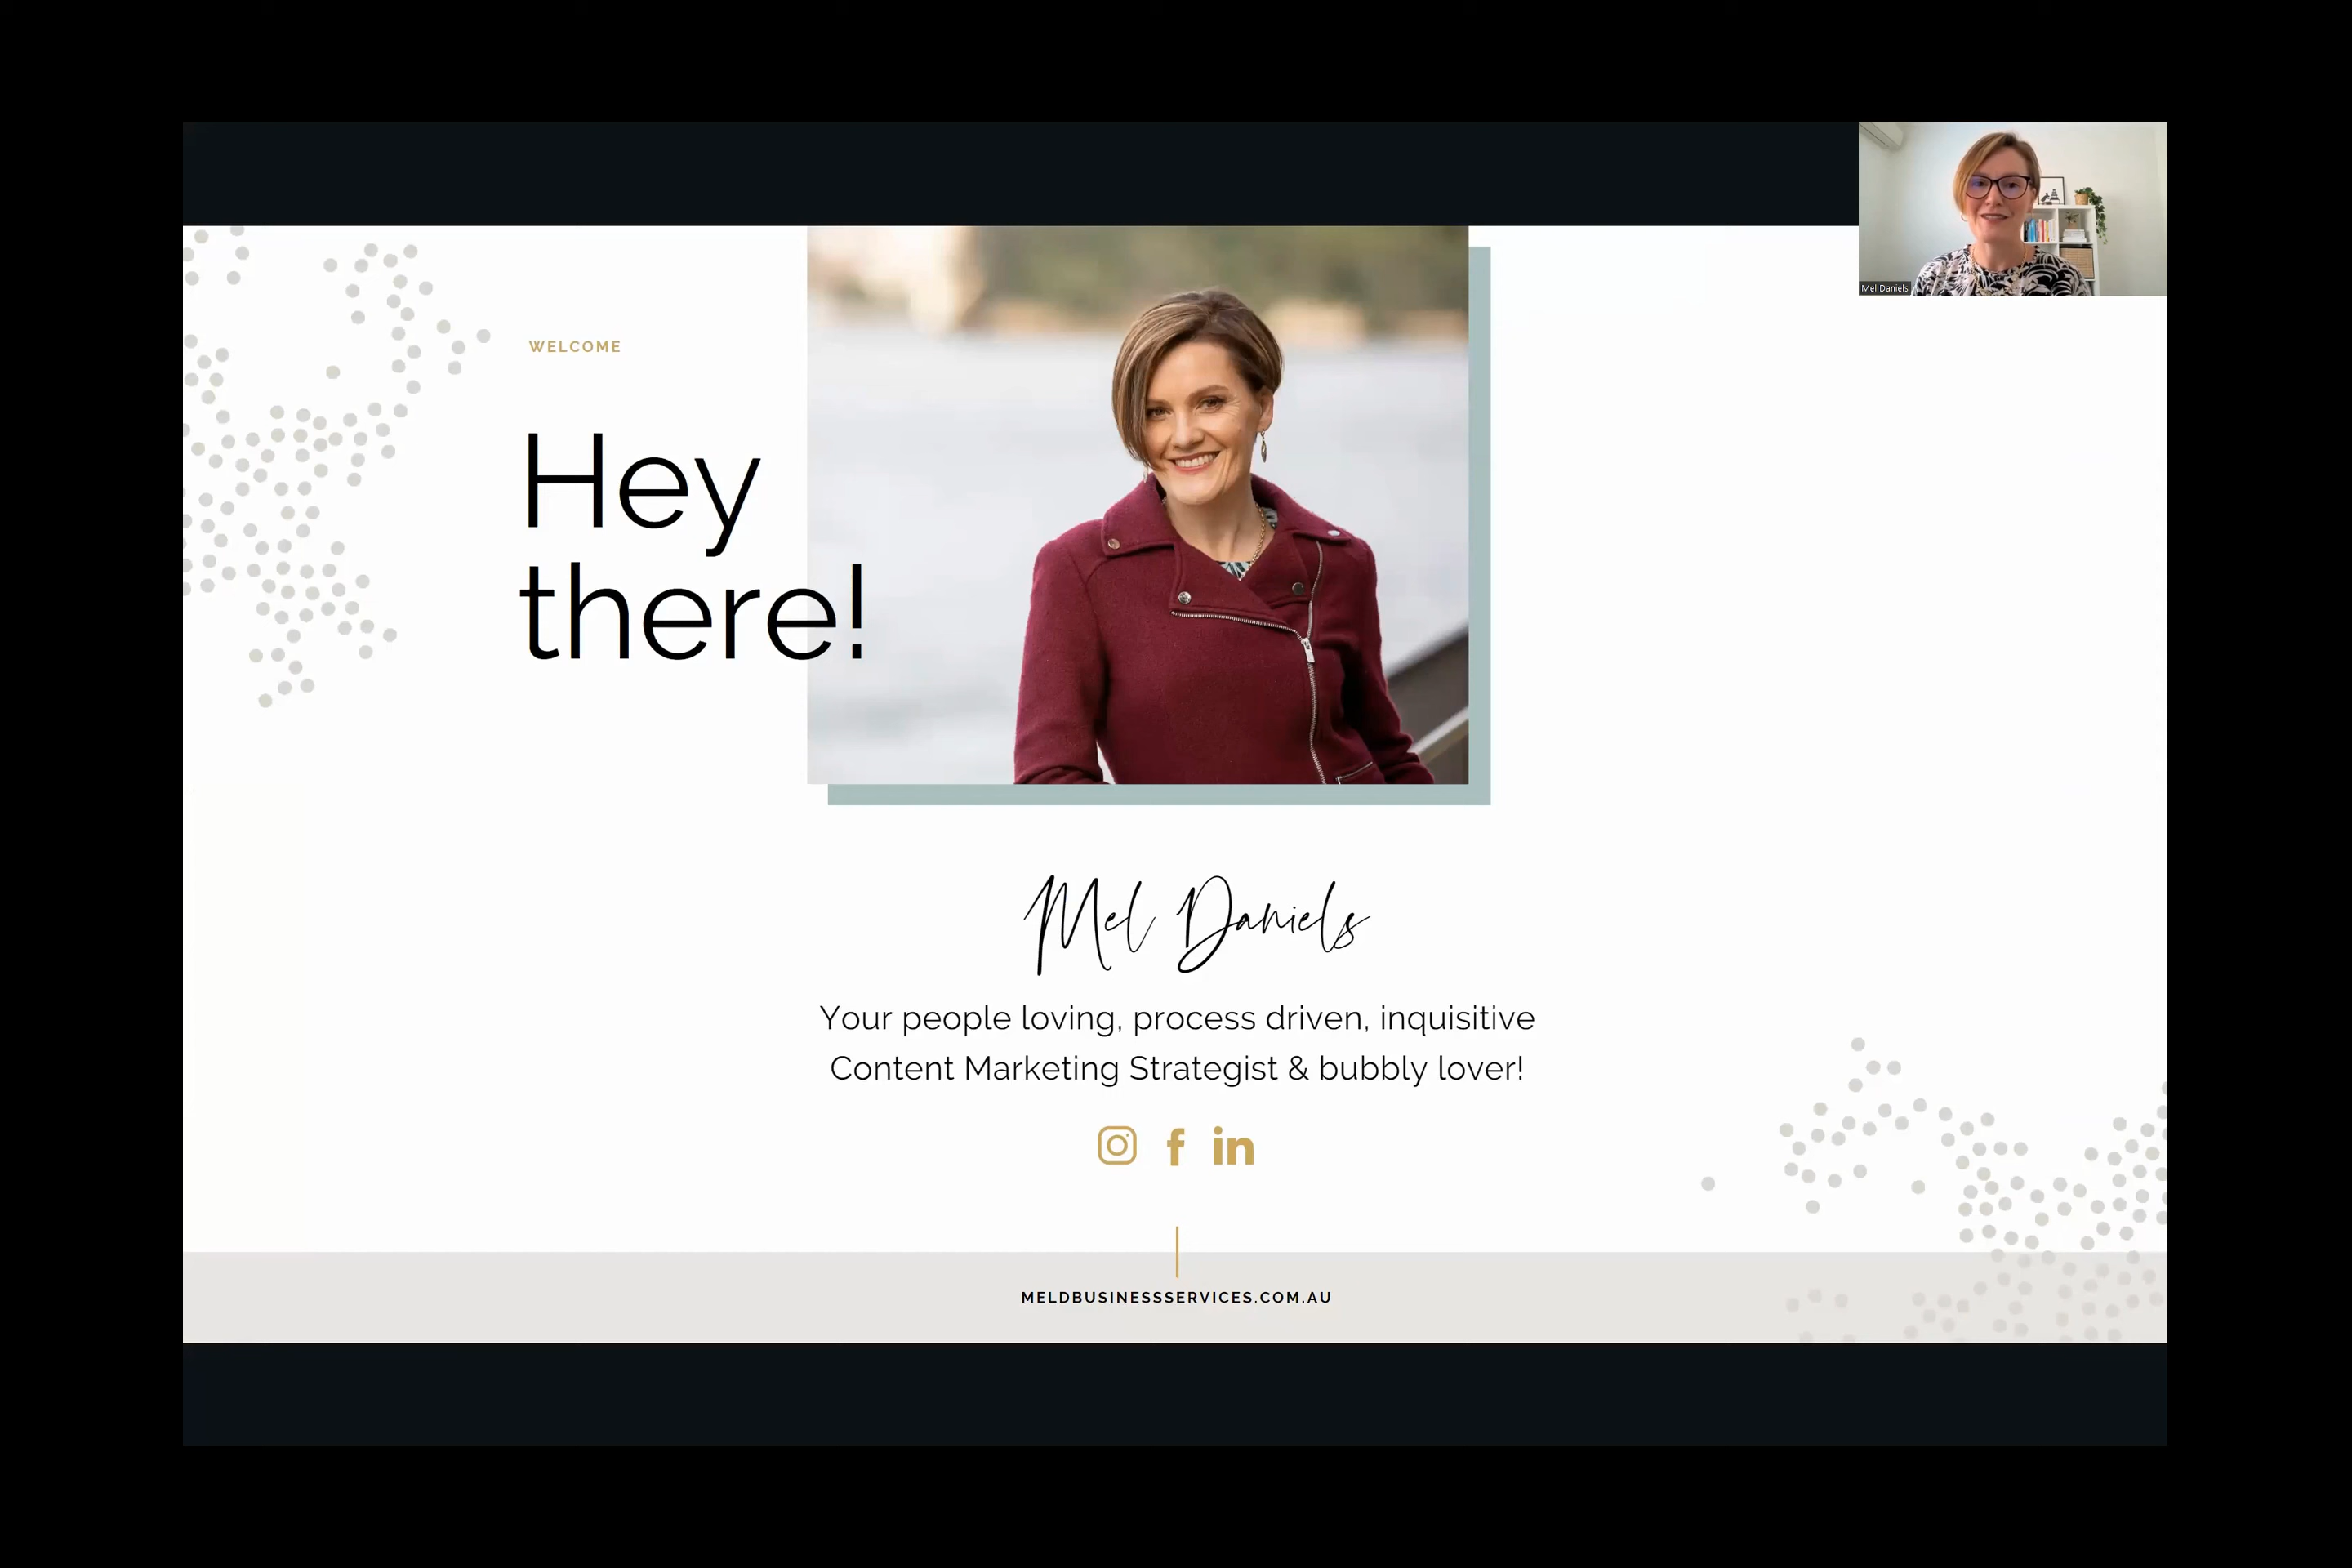 Mel Daniels
WELCOME
Hey
there!
Mel Daniels
Your people loving, process driven, inquisitive
Content Marketing Strategist & bubbly lover!
MELDBUSINESSSERVICES.COM.AU